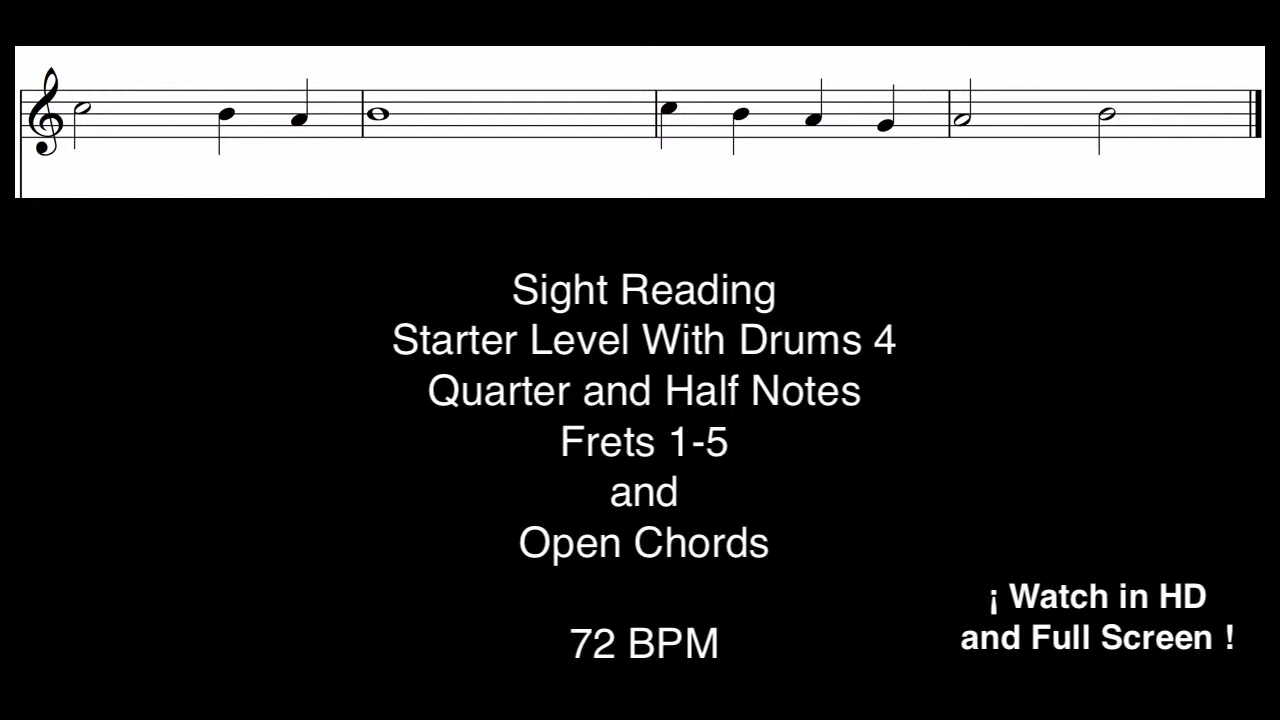 Sight Reading
Starter Level With Drums 4
Quarter and Half Notes
Frets 1-5
and
Open Chords
72 BPM
¡ Watch in HD
and Full Screen !